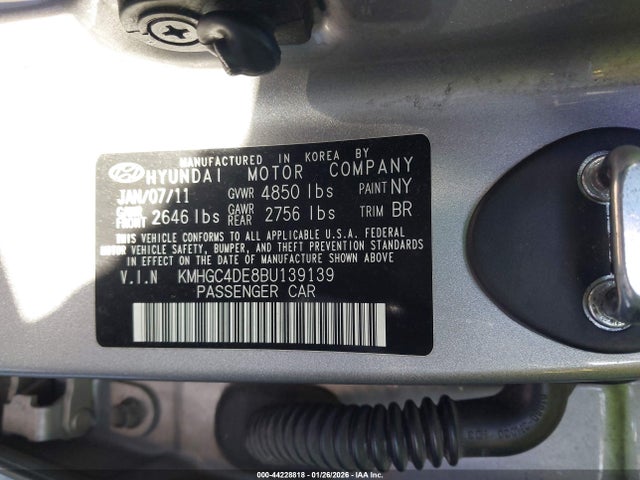 MANUFACTURED IN KOREA BY
HYUNDAI MOTOR COMPANY
JAN/07/11 GVWR 4850 lbs PAINT NY
GAWR FRONT 2646 lbs GAWR REAR 2756 lbs TRIM BR
THIS VEHICLE CONFORMS TO ALL APPLICABLE U.S.A. FEDERAL
MOTOR VEHICLE SAFETY, BUMPER, AND THEFT PREVENTION STANDARDS
IN EFFECT ON THE DATE OF MANUFACTURE SHOWN ABOVE
V.I.N KMHGC4DE8BU139139
PASSENGER CAR
000-44228818 - 01/26/2026 - © IAA Inc.